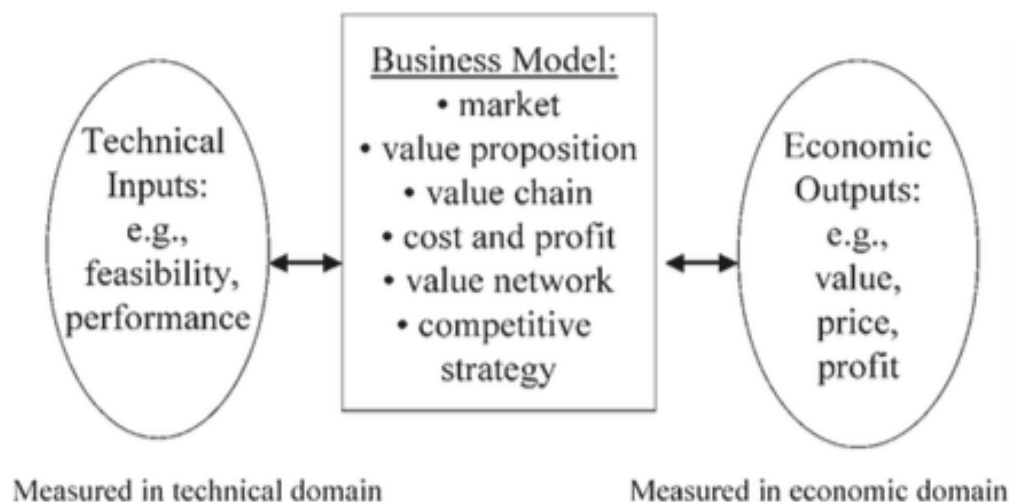 Technical
Inputs:
e.g.,
feasibility,
performance
Business Model:
• market
• value proposition
• value chain
• cost and profit
• value network
• competitive
strategy
Economic
Outputs:
e.g.,
value,
price,
profit
Measured in technical domain
Measured in economic domain